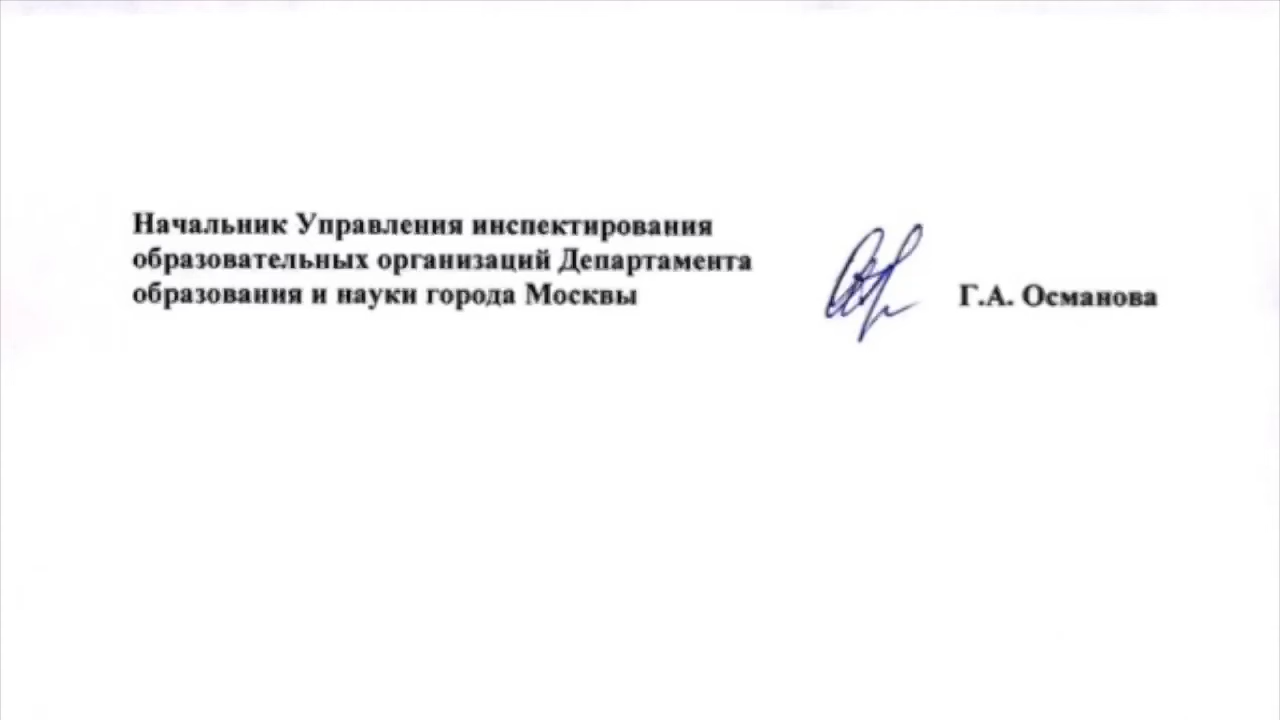 Начальник Управления инспектирования
образовательных организаций Департамента
образования и науки города Москвы
Г.А. Османова